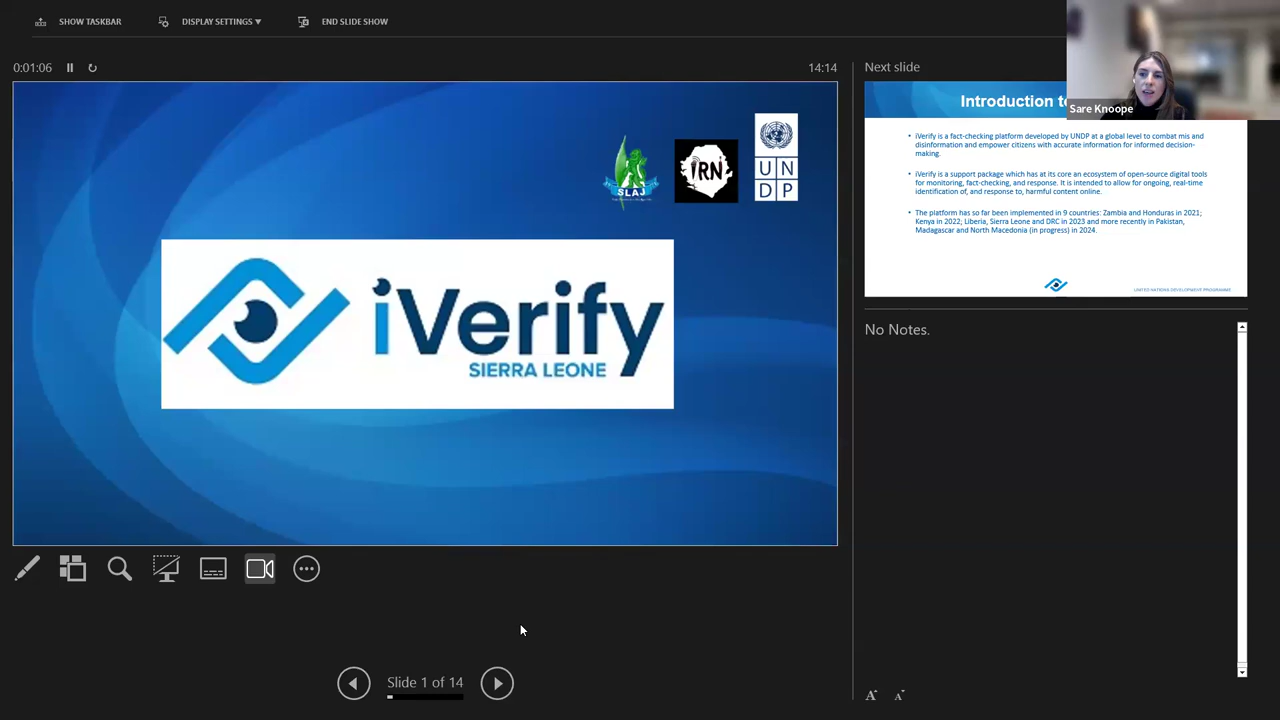 SHOW TASKBAR
DISPLAY SETTINGS
END SLIDE SHOW
0:01:06
14:14
SLAJ
IRN
U N
D P
iVerify
SIERRA LEONE
Slide 1 of 14
Next slide
Sare Knoope
Introduction to
• iVerify is a fact-checking platform developed by UNDP at a global level to combat mis and
disinformation and empower citizens with accurate information for informed decision-
making.
• iVerify is a support package which has at its core an ecosystem of open-source digital tools
for monitoring, fact-checking, and response. It is intended to allow for ongoing, real-time
identification of, and response to, harmful content online.
• The platform has so far been implemented in 9 countries: Zambia and Honduras in 2021;
Kenya in 2022; Liberia, Sierra Leone and DRC in 2023 and more recently in Pakistan,
Madagascar and North Macedonia (in progress) in 2024.
UNITED NATIONS DEVELOPMENT PROGRAMME
No Notes.
A A